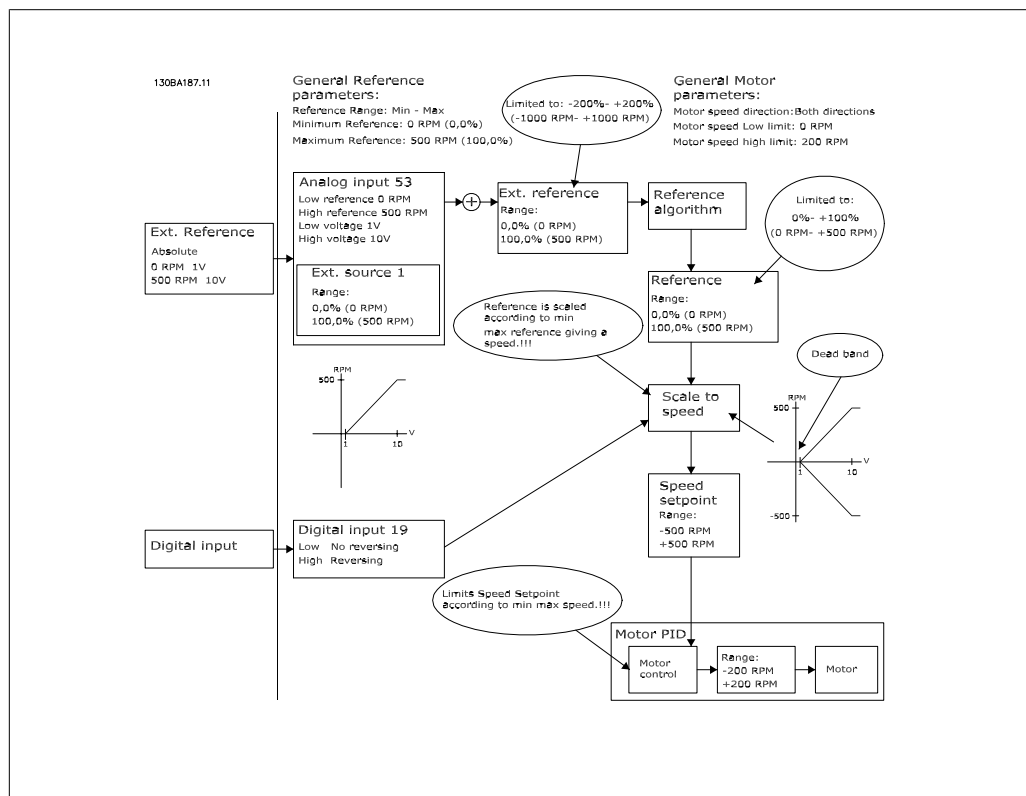 130BA187.11
General Reference
parameters:
Reference Range: Min - Max
Minimum Reference: 0 RPM (0,0%)
Maximum Reference: 500 RPM (100,0%)
Limited to: -200%- +200%
(-1000 RPM- +1000 RPM)
General Motor
parameters:
Motor speed direction:Both directions
Motor speed Low limit: 0 RPM
Motor speed high limit: 200 RPM
Ext. Reference
Absolute
0 RPM 1V
500 RPM 10V
Analog input 53
Low reference 0 RPM
High reference 500 RPM
Low voltage 1V
High voltage 10V
Ext. source 1
Range:
0,0% (0 RPM)
100,0% (500 RPM)
+
Ext. reference
Range:
0,0% (0 RPM)
100,0% (500 RPM)
Reference
algorithm
Limited to:
0%- +100%
(0 RPM- +500 RPM)
Reference
Range:
0,0% (0 RPM)
100,0% (500 RPM)
Reference is scaled
according to min
max reference giving a
speed.!!!
Dead band
RPM
500
V
1
10
Scale to
speed
RPM
500
V
1
10
-500
Speed
setpoint
Range:
-500 RPM
+500 RPM
Digital input
Digital input 19
Low No reversing
High Reversing
Limits Speed Setpoint
according to min max speed.!!!
Motor PID
Motor
control
Range:
-200 RPM
+200 RPM
Motor